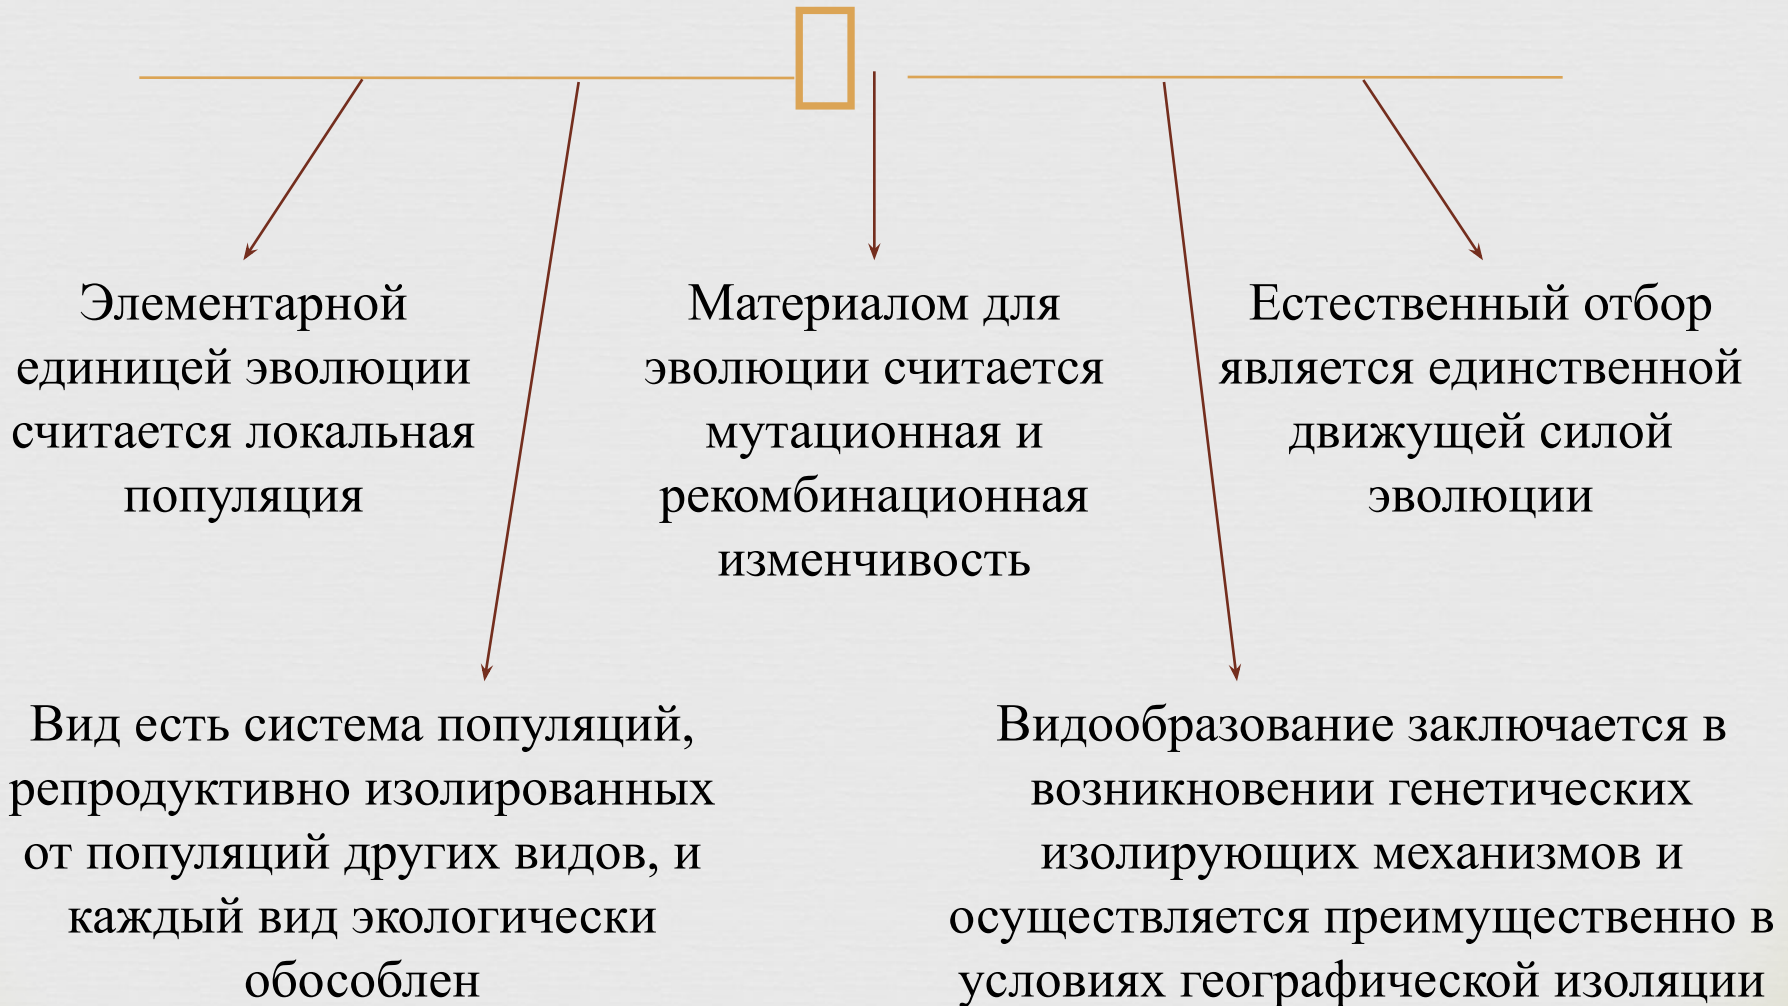 Элементарной
единицей эволюции
считается локальная
популяция
Материалом для
эволюции считается
мутационная и
рекомбинационная
изменчивость
Естественный отбор
является единственной
движущей силой
эволюции
Вид есть система популяций,
репродуктивно изолированных
от популяций других видов, и
каждый вид экологически
обособлен
Видообразование заключается в
возникновении генетических
изолирующих механизмов и
осуществляется преимущественно в
условиях географической изоляции